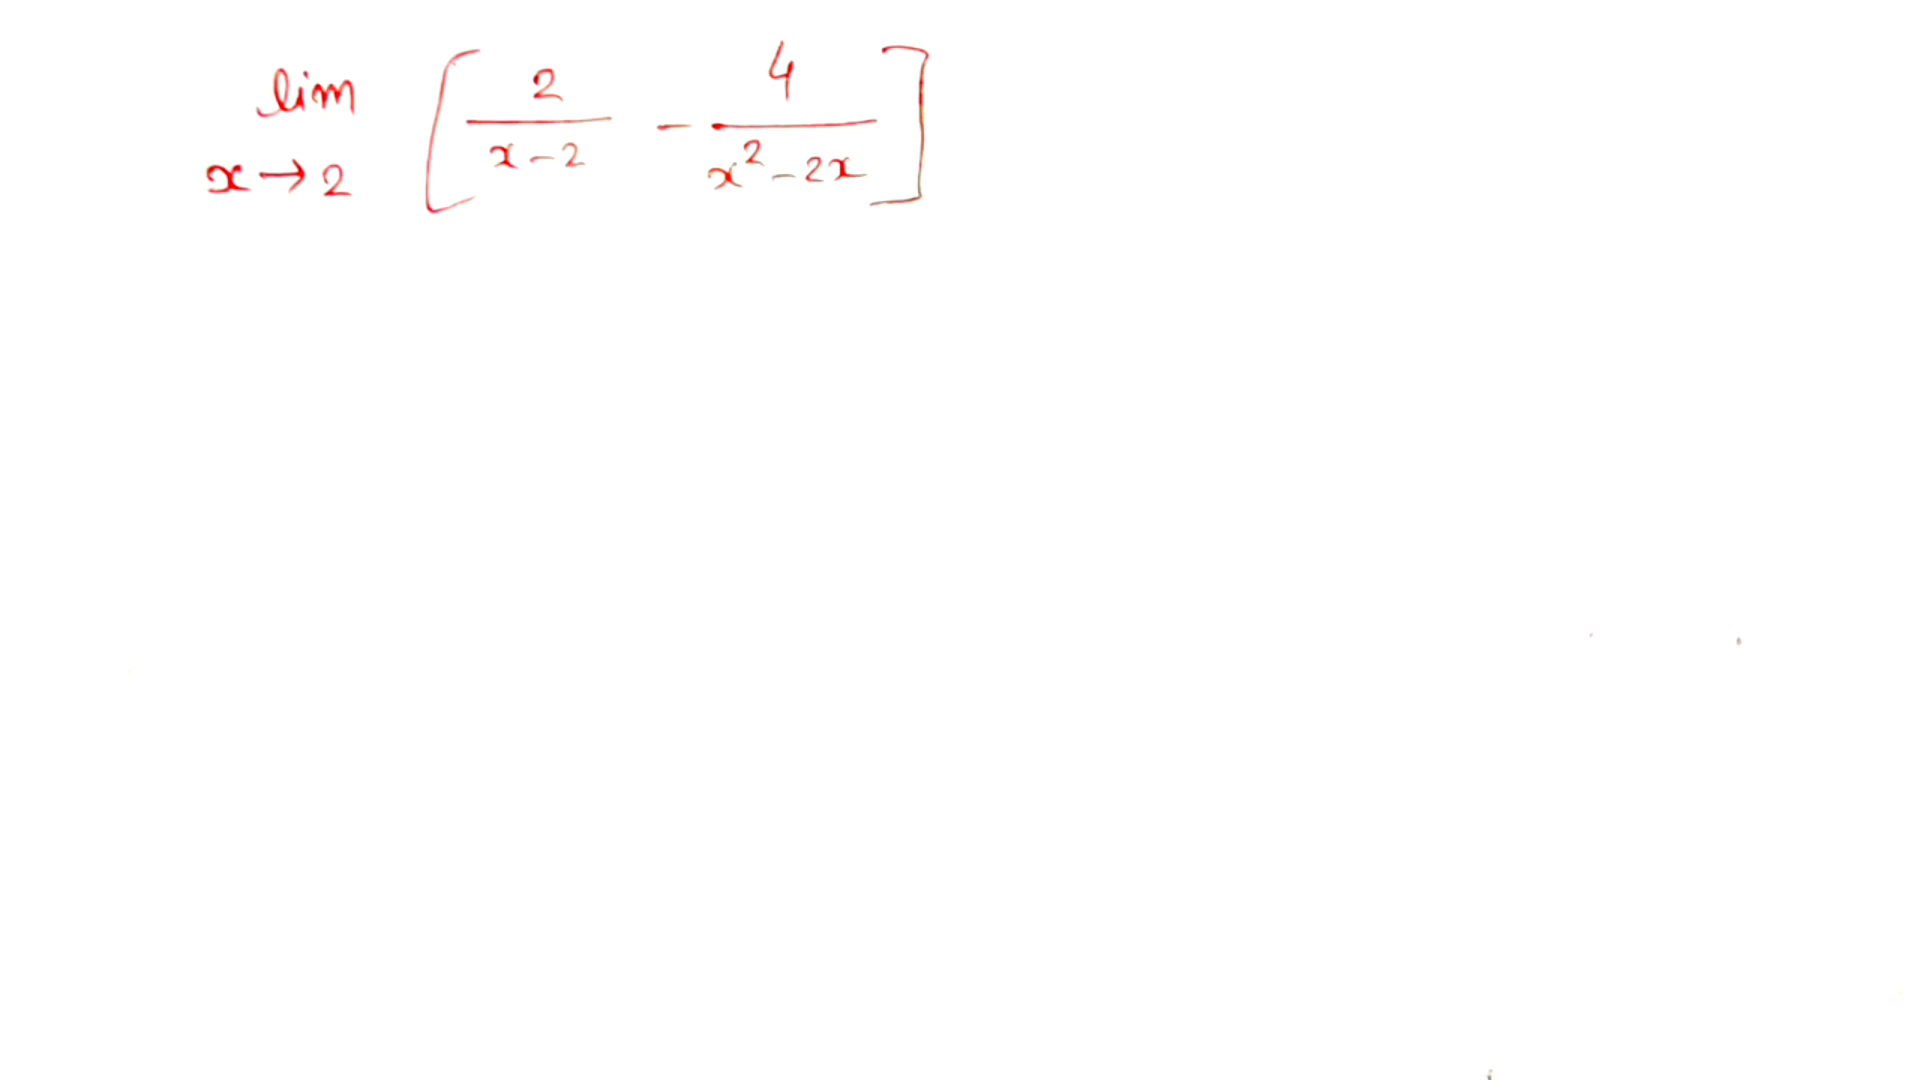 lim [ 2/(x-2) - 4/(x²-2x) ]
x→2